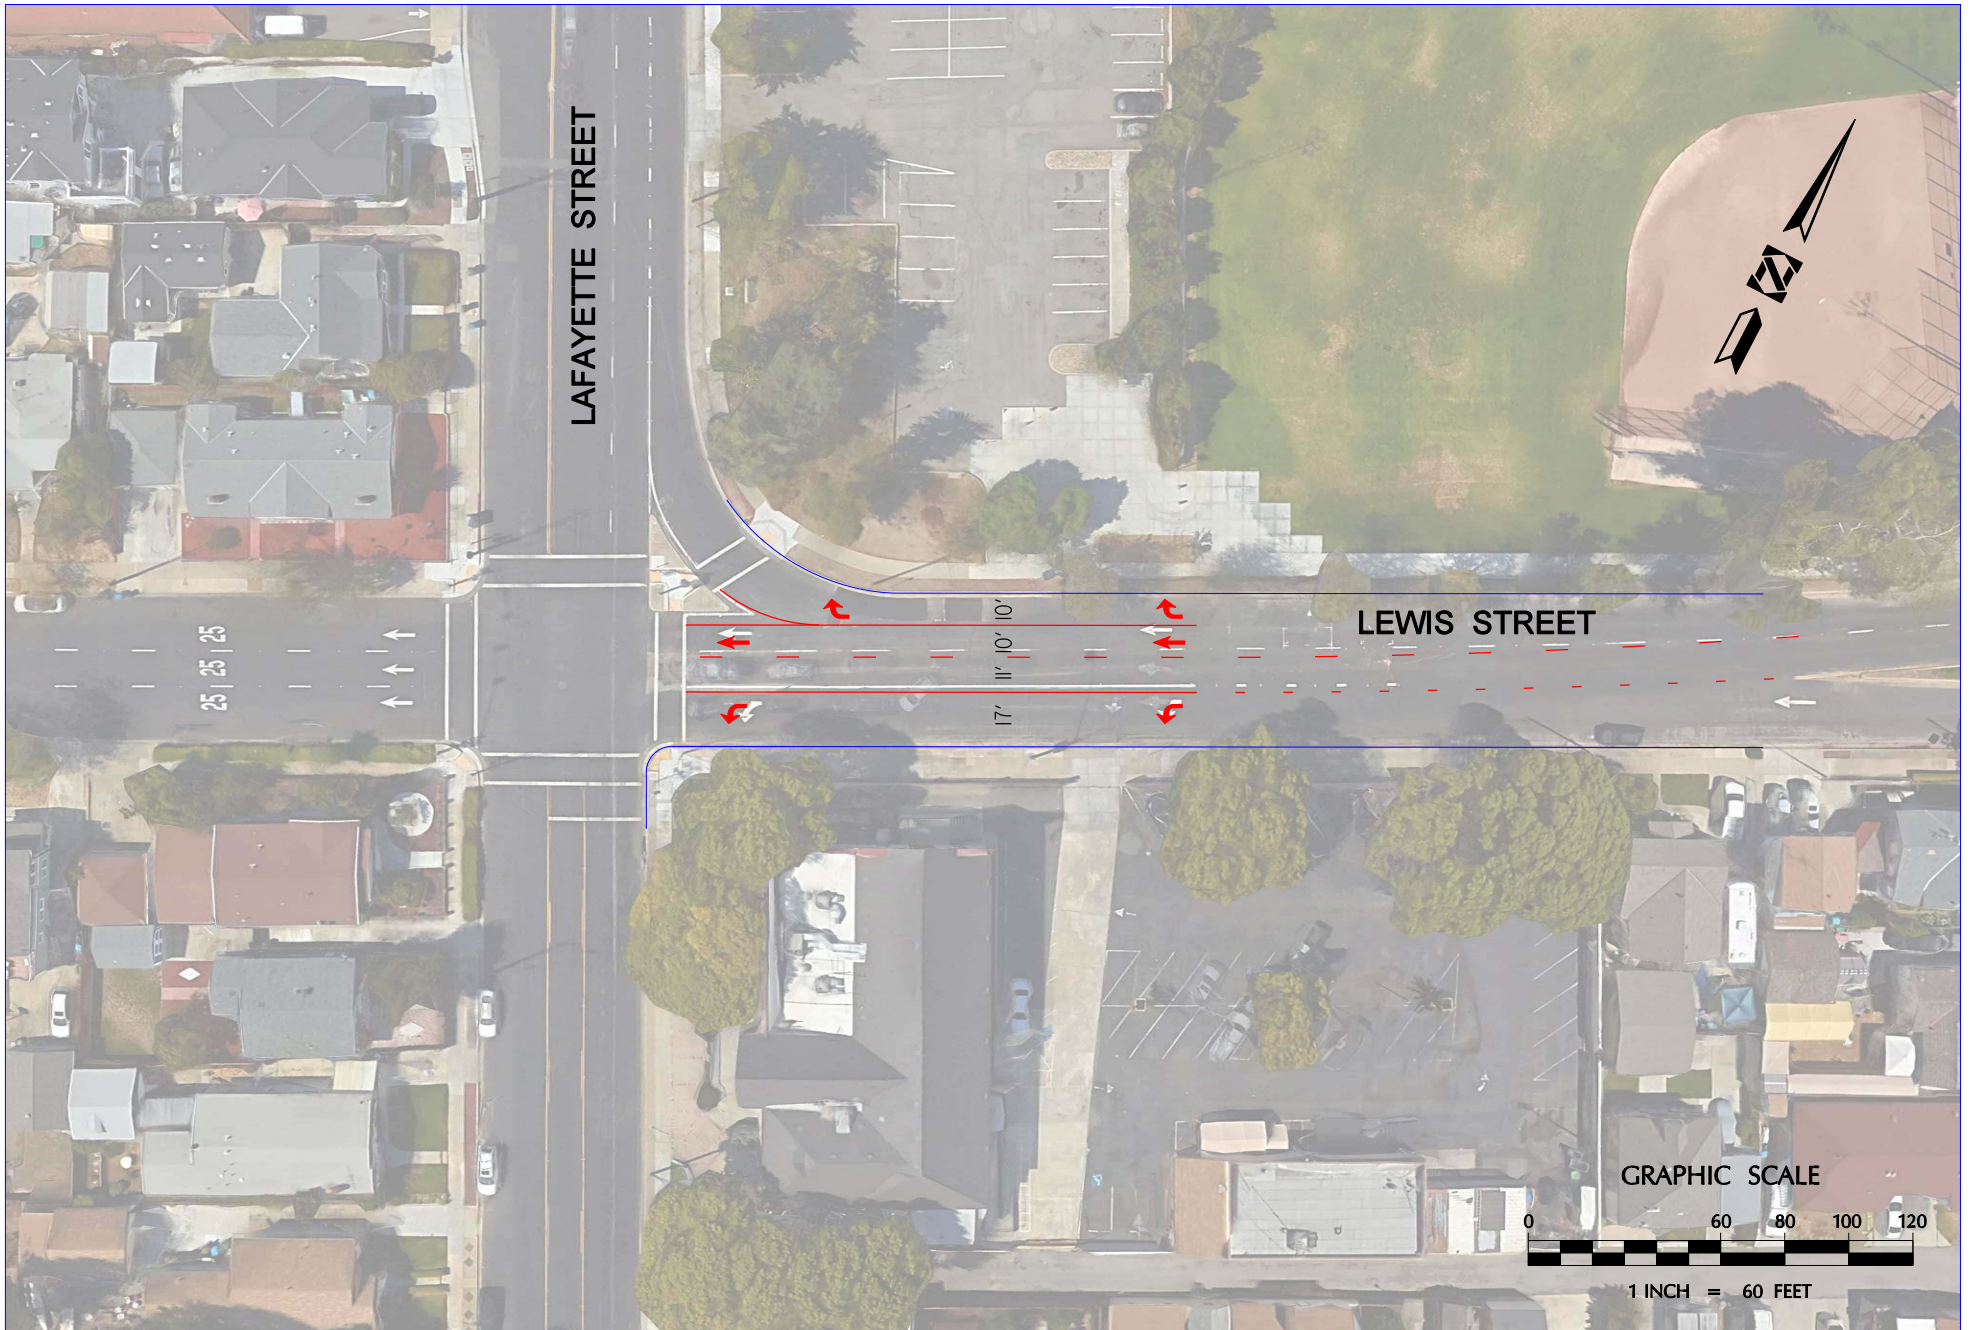 LAFAYETTE STREET
LEWIS STREET
10'
10'
11'
17'
25 | 25 | 25
GRAPHIC SCALE
0 60 80 100 120
1 INCH = 60 FEET